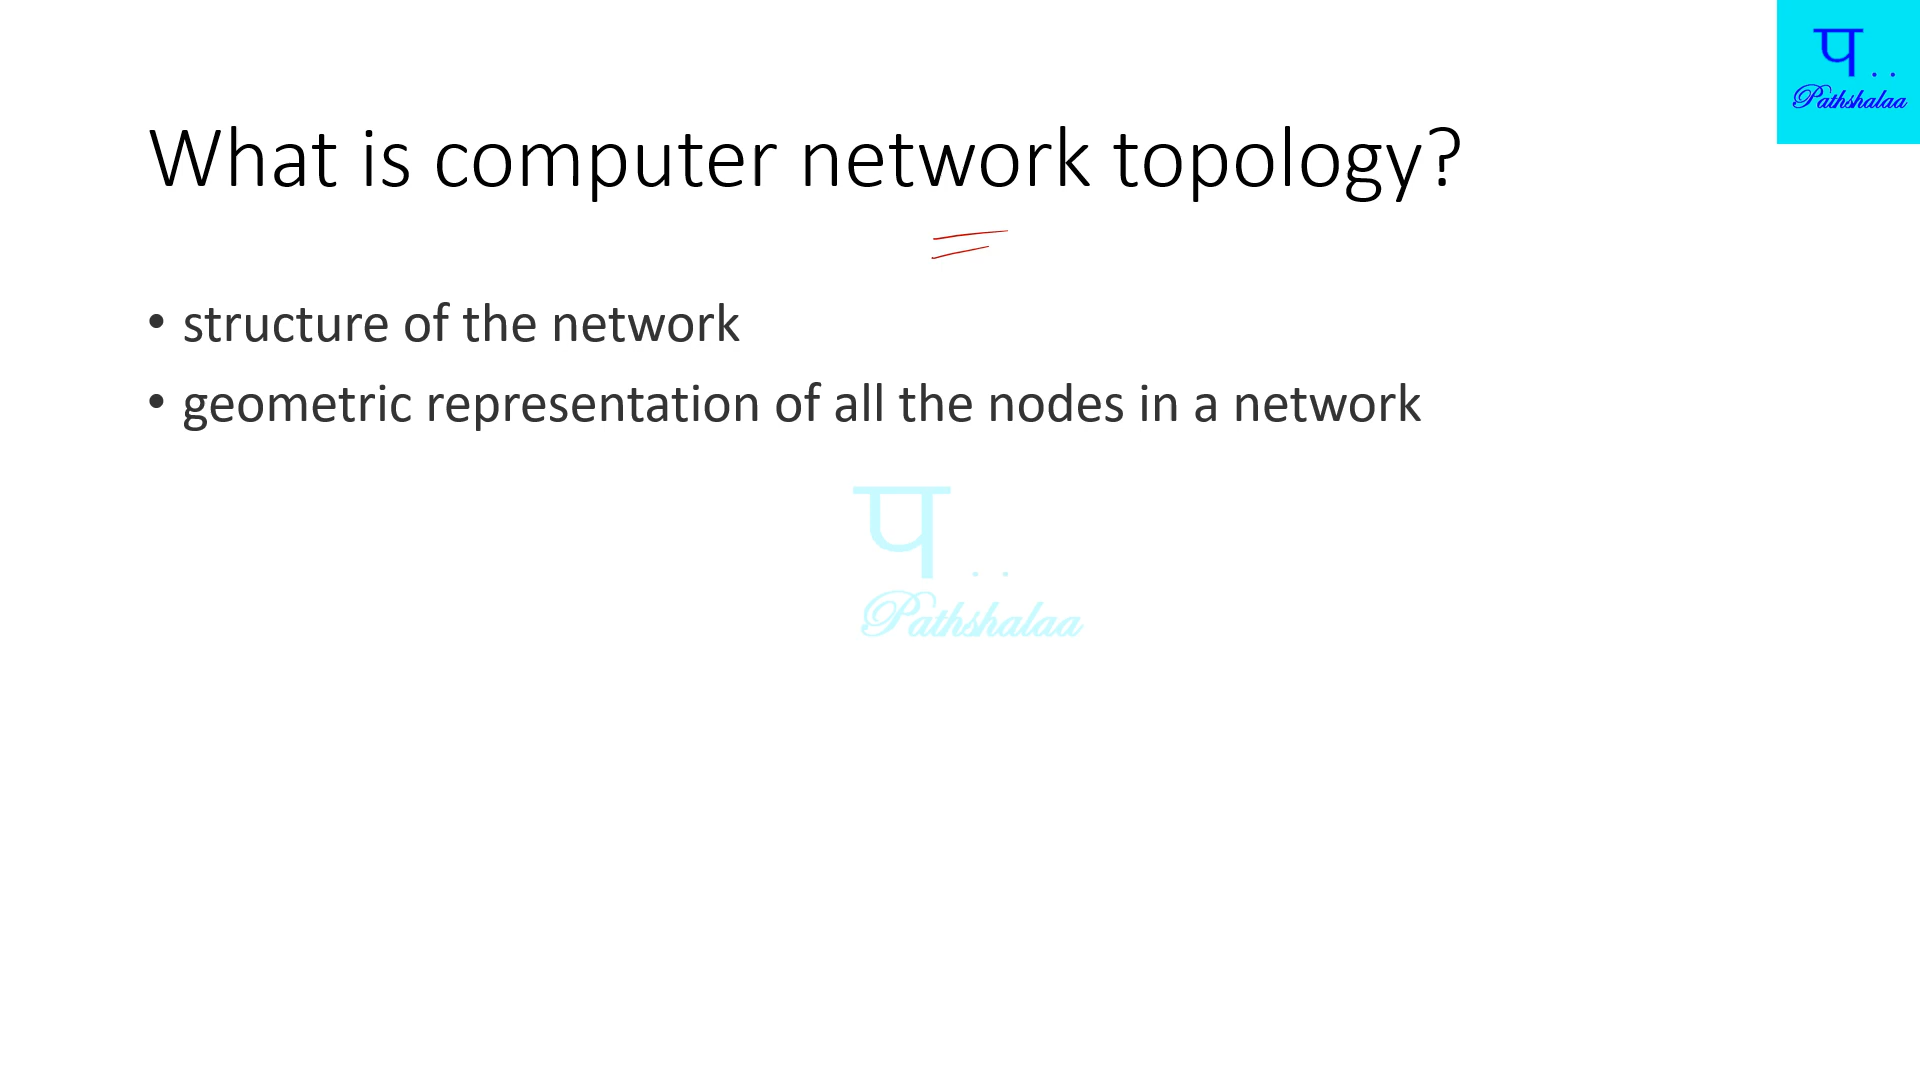 प..
Pathshalaa
What is computer network topology?
• structure of the network
• geometric representation of all the nodes in a network
प..
Pathshalaa